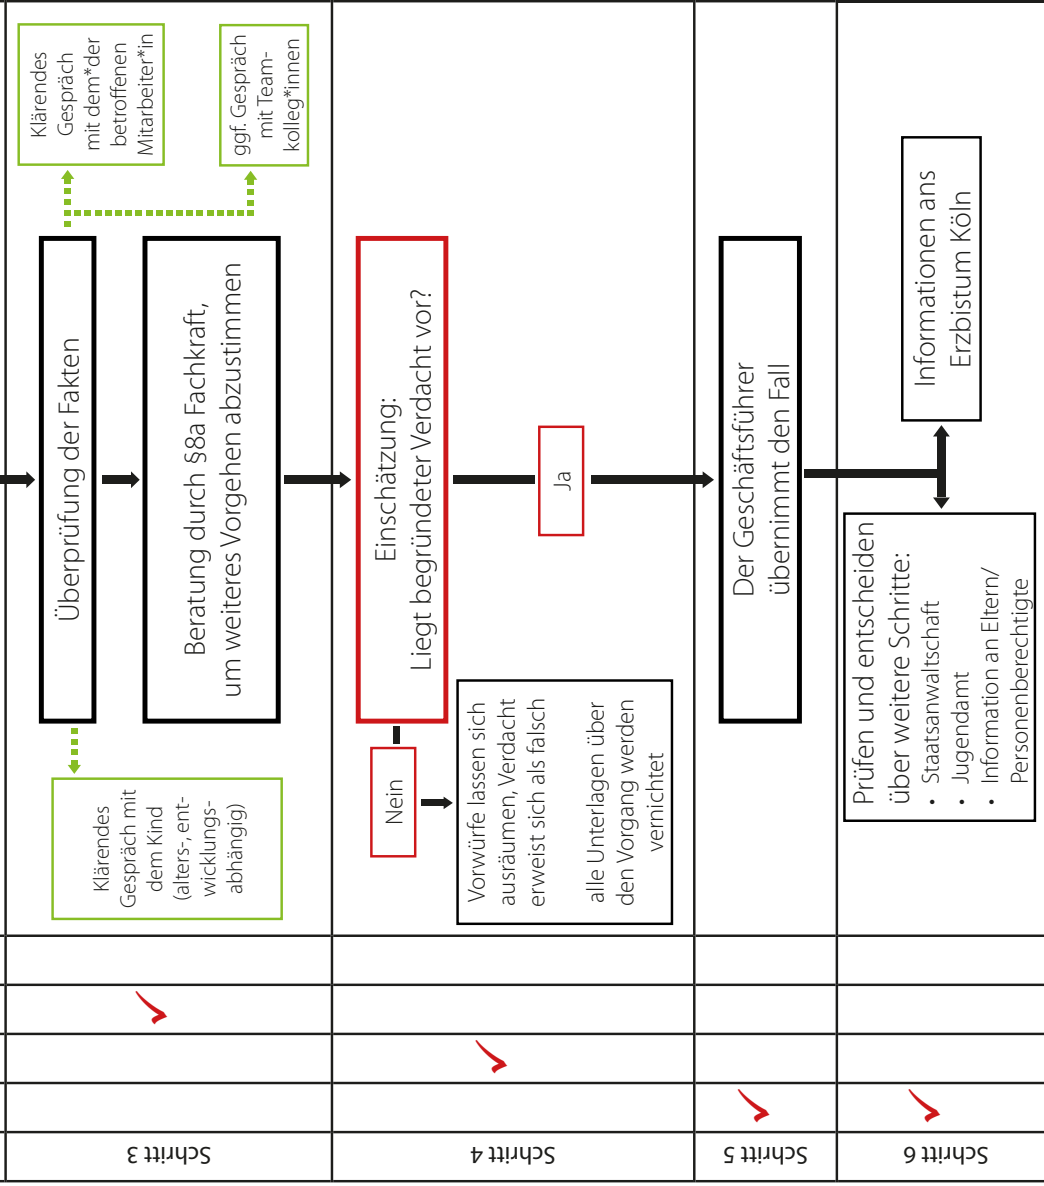 Schritt 3
Klärendes
Gespräch mit
dem Kind
(alters-, ent-
wicklungs-
abhängig)
Überprüfung der Fakten
Klärendes
Gespräch
mit dem*der
betroffenen
Mitarbeiter*in
ggf. Gespräch
mit Team-
kolleg*innen
Beratung durch §8a Fachkraft,
um weiteres Vorgehen abzustimmen
Schritt 4
Einschätzung:
Liegt begründeter Verdacht vor?
Nein
Vorwürfe lassen sich
ausräumen, Verdacht
erweist sich als falsch
alle Unterlagen über
den Vorgang werden
vernichtet
Ja
Schritt 5
Der Geschäftsführer
übernimmt den Fall
Schritt 6
Prüfen und entscheiden
über weitere Schritte:
• Staatsanwaltschaft
• Jugendamt
• Information an Eltern/
Personenberechtigte
Informationen ans
Erzbistum Köln